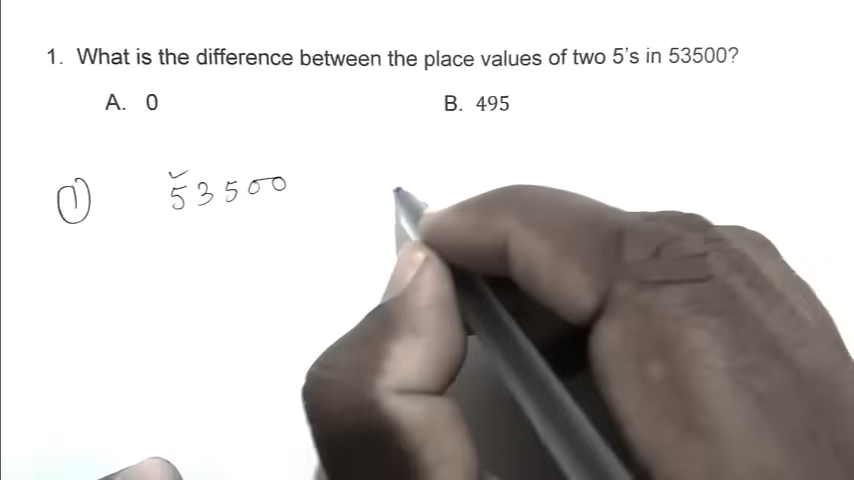 1. What is the difference between the place values of two 5's in 53500?
A. 0
B. 495
① 53500